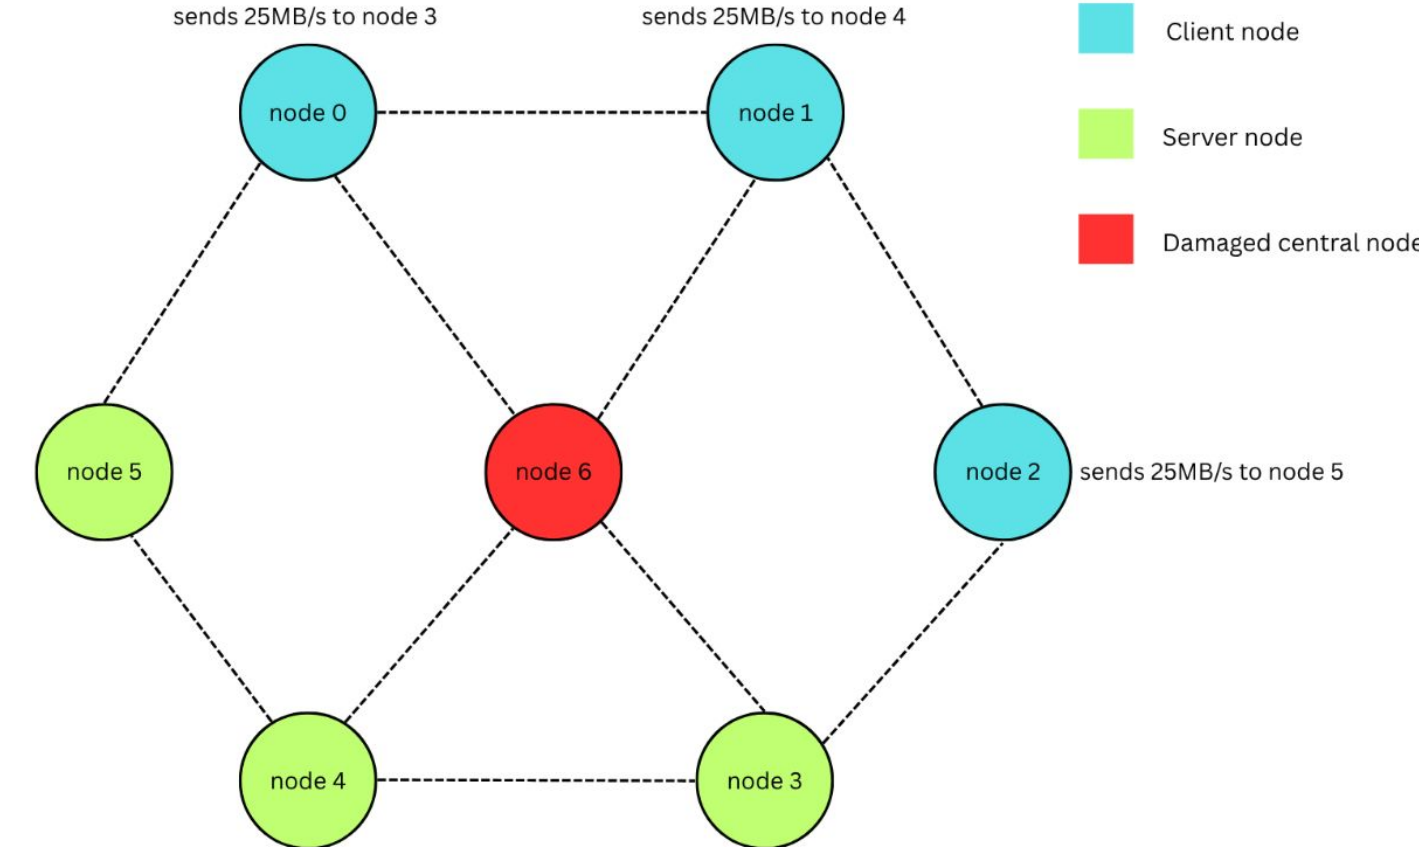 sends 25MB/s to node 3
sends 25MB/s to node 4
Client node
node 0
node 1
Server node
Damaged central node
node 5
node 6
node 2
sends 25MB/s to node 5
node 4
node 3